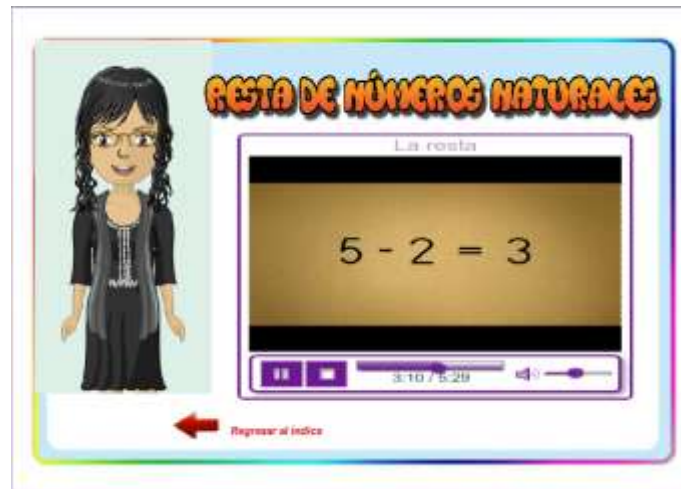 RESTA DE NÚMEROS NATURALES
La resta
5 - 2 = 3
3:10 / 5:29
Regresar al índice